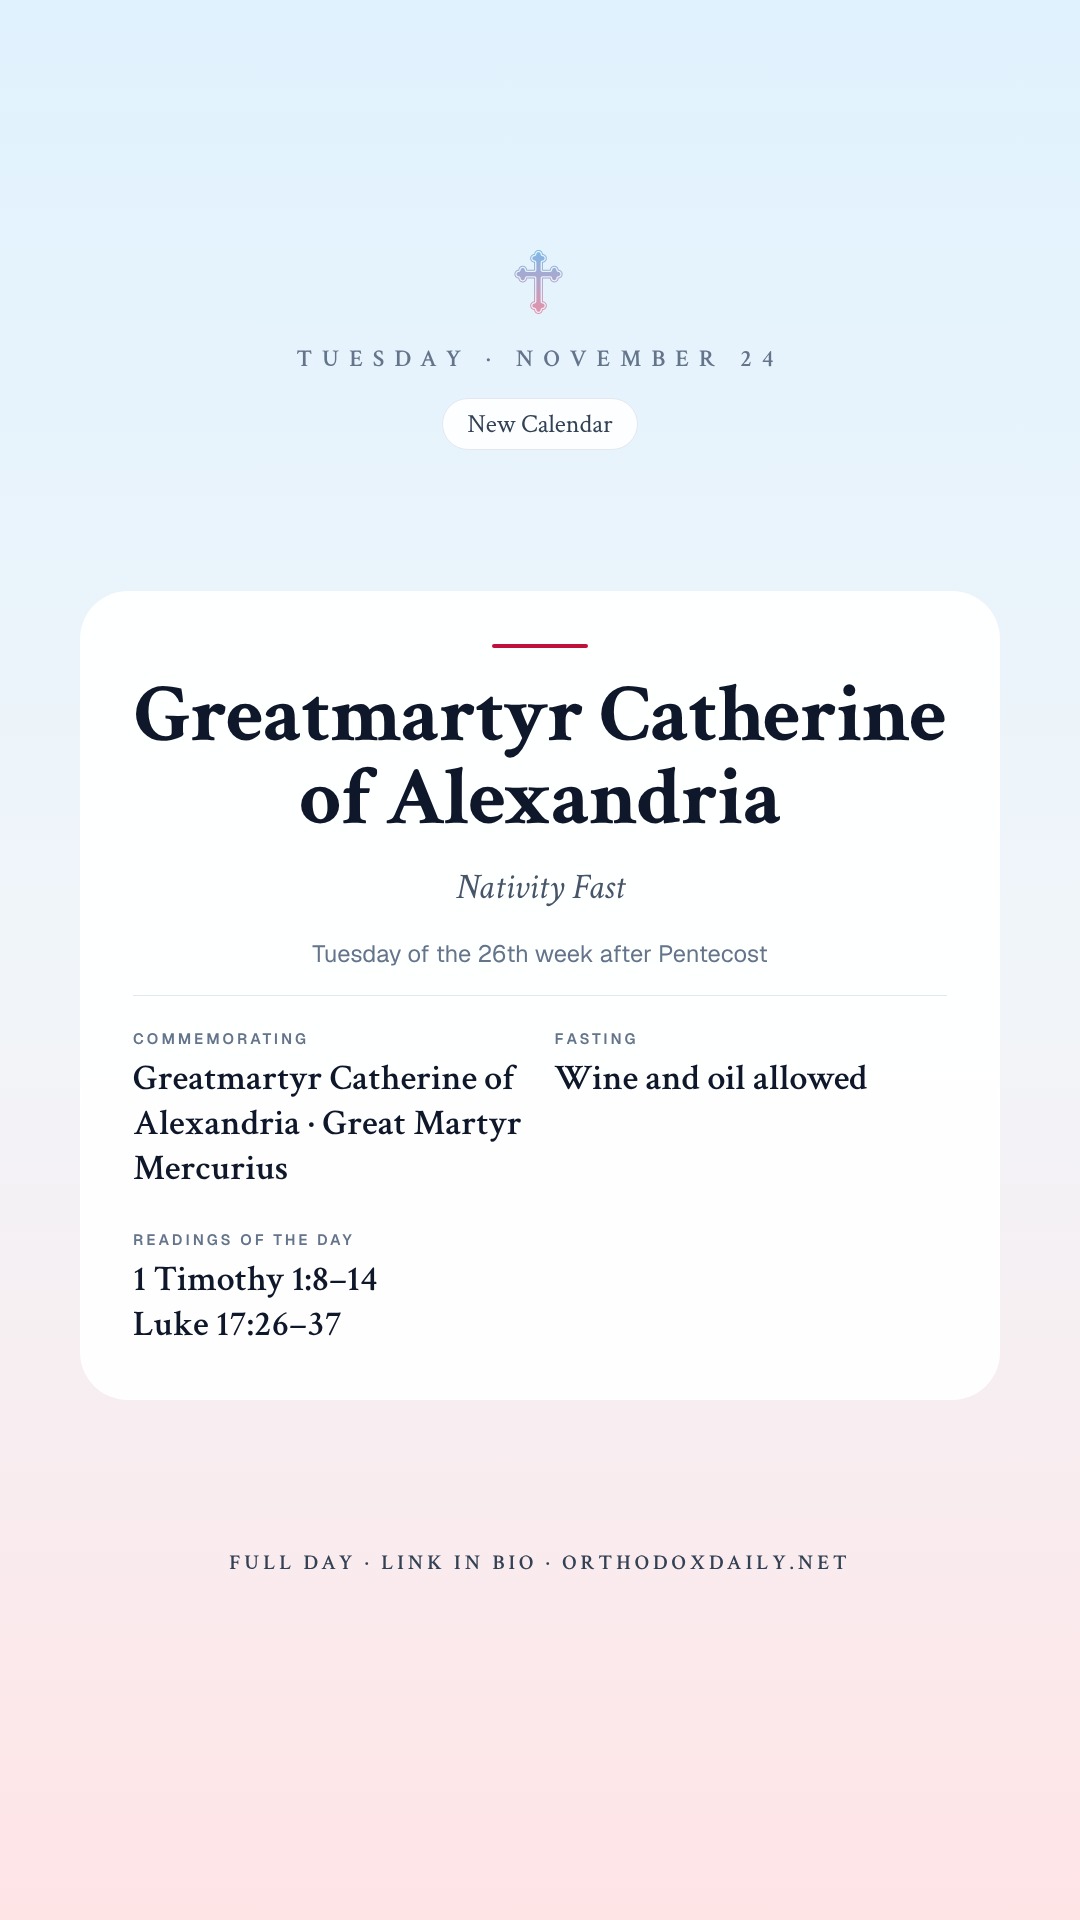 TUESDAY · NOVEMBER 24
New Calendar
Greatmartyr Catherine
of Alexandria
Nativity Fast
Tuesday of the 26th week after Pentecost
COMMEMORATING
Greatmartyr Catherine of
Alexandria · Great Martyr
Mercurius
FASTING
Wine and oil allowed
READINGS OF THE DAY
1 Timothy 1:8–14
Luke 17:26–37
FULL DAY · LINK IN BIO · ORTHODOXDAILY.NET